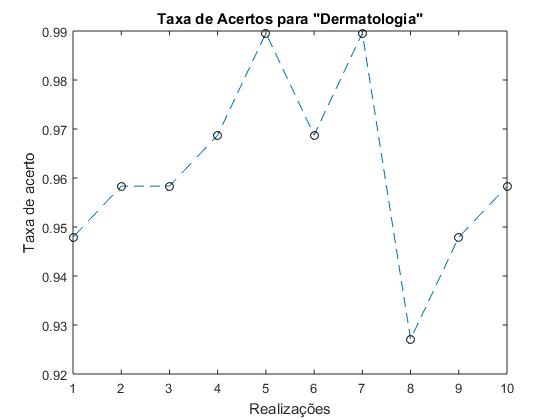 Taxa de Acertos para "Dermatologia"
0.99
0.98
0.97
0.96
0.95
0.94
0.93
0.92
Taxa de acerto
1 2 3 4 5 6 7 8 9 10
Realizações